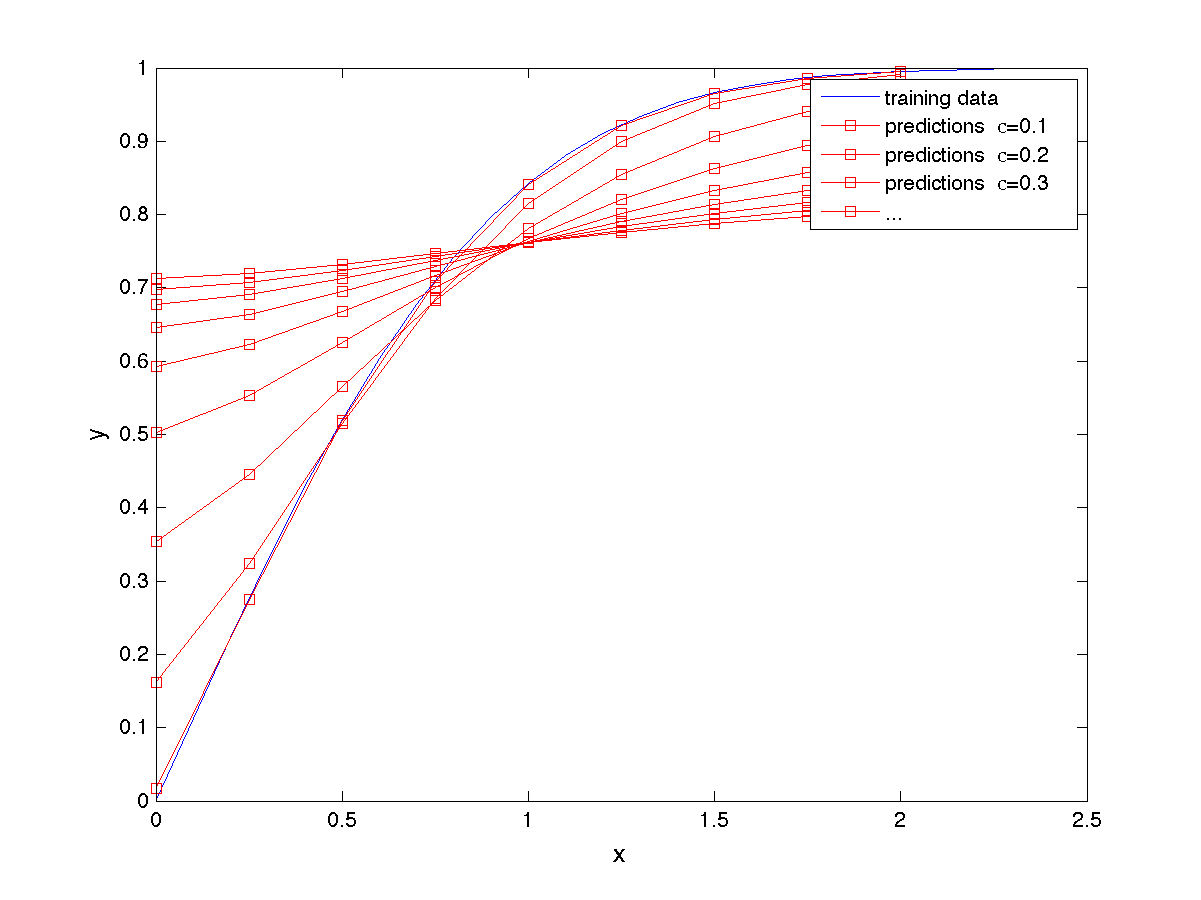 1
0.9
0.8
0.7
0.6
0.5
0.4
0.3
0.2
0.1
0
y
training data
predictions c=0.1
predictions c=0.2
predictions c=0.3
...
0 0.5 1 1.5 2 2.5
x